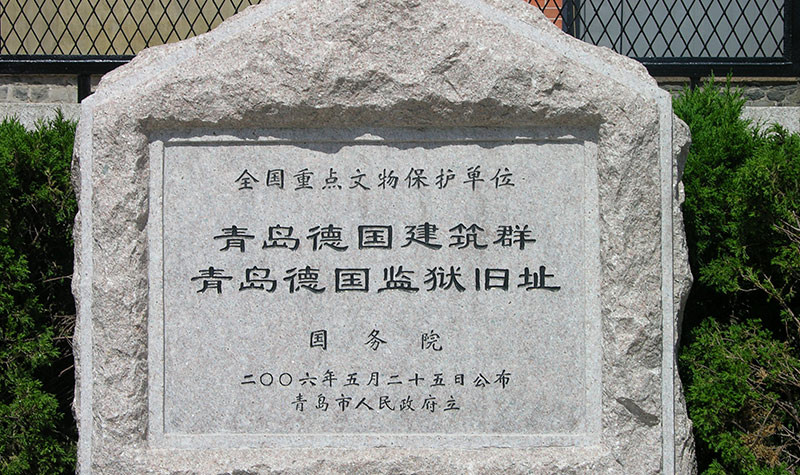 全国重点文物保护单位
青岛德国建筑群
青岛德国监狱旧址
国务院
二〇〇六年五月二十五日公布
青岛市人民政府立